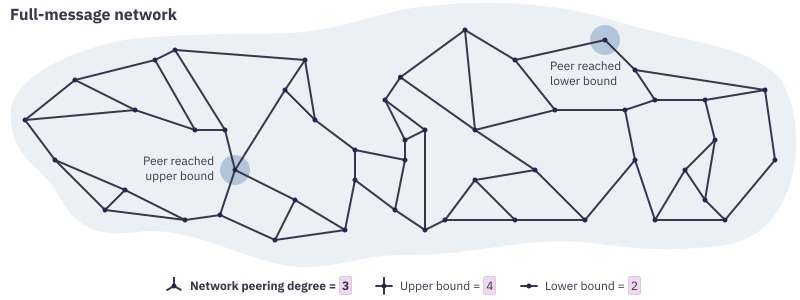 Full-message network
Peer reached
lower bound
Peer reached
upper bound
Network peering degree = 3 Upper bound = 4 Lower bound = 2